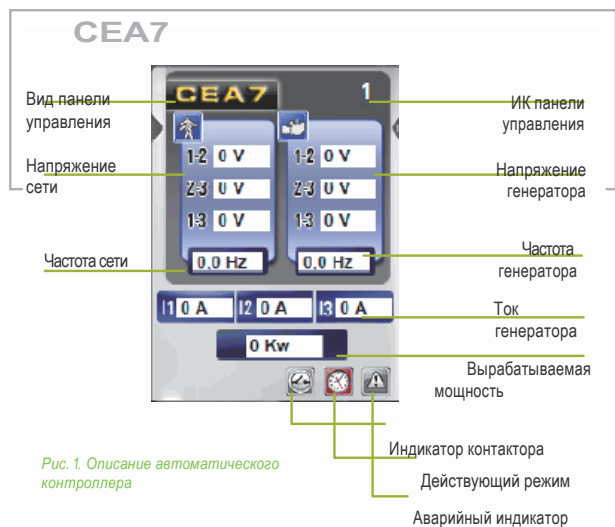 CEA7
CEA7
1
Вид панели
управления
ИК панели
управления
1-2 0 V
1-2 0 V
Напряжение
сети
Напряжение
генератора
2-3 0 V
2-3 0 V
1-3 0 V
1-3 0 V
Частота сети
0,0 Hz
0,0 Hz
Частота
генератора
I1 0 A
I2 0 A
I3 0 A
Ток
генератора
0 Kw
Вырабатываемая
мощность
Индикатор контактора
Рис. 1. Описание автоматического
контроллера
Действующий режим
Аварийный индикатор